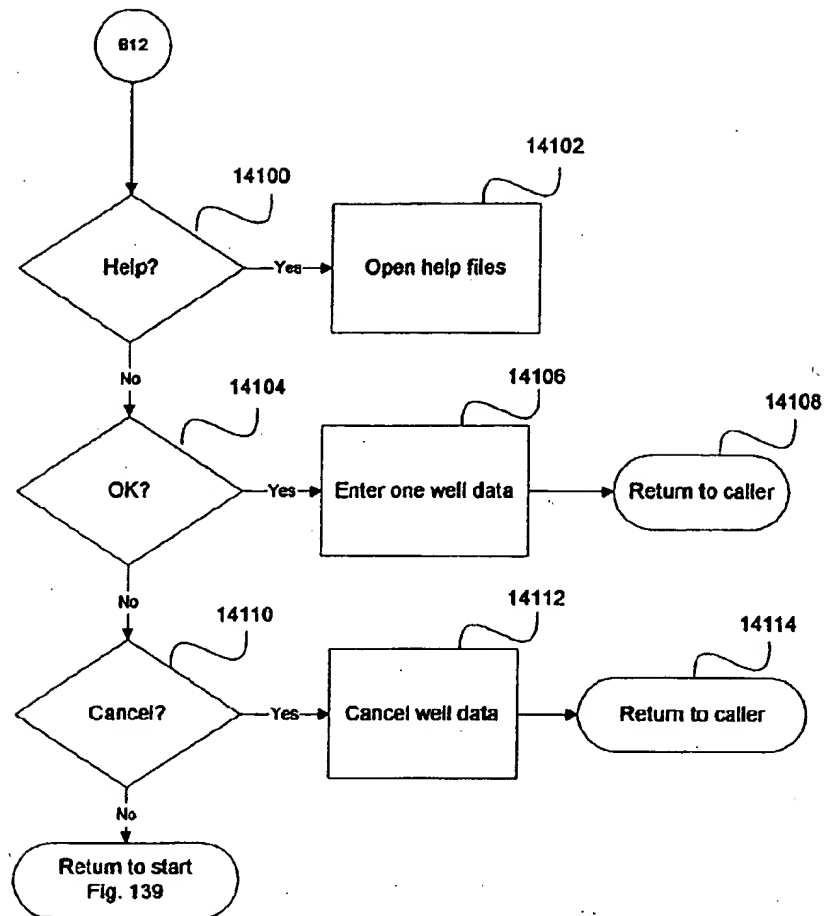 812
14100
14102
Help?
Yes
Open help files
No
14104
14106
14108
OK?
Yes
Enter one well data
Return to caller
No
14110
14112
14114
Cancel?
Yes
Cancel well data
Return to caller
No
Return to start
Fig. 139